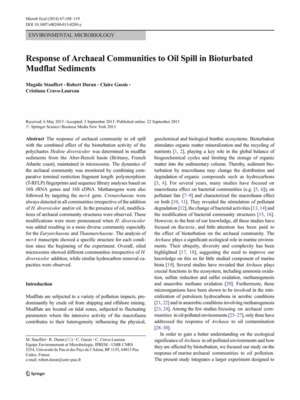 Microb Ecol (2014) 67:108–119
DOI 10.1007/s00248-013-0288-y
ENVIRONMENTAL MICROBIOLOGY
Response of Archaeal Communities to Oil Spill in Bioturbated
Mudflat Sediments
Magalie Stauffert · Robert Duran · Claire Gassie ·
Cristiana Cravo-Laureau
Received: 6 May 2013 / Accepted: 3 September 2013 / Published online: 22 September 2013
© Springer Science+Business Media New York 2013
Abstract The response of archaeal community to oil spill
with the combined effect of the bioturbation activity of the
polychaetes Hediste diversicolor was determined in mudflat
sediments from the Aber-Benoît basin (Brittany, French
Atlantic coast), maintained in microcosms. The dynamics of
the archaeal community was monitored by combining com-
parative terminal restriction fragment length polymorphism
(T-RFLP) fingerprints and sequence library analyses based on
16S rRNA genes and 16S cDNA. Methanogens were also
followed by targeting the mcrA gene. Crenarchaeota were
always detected in all communities irrespective of the addition
of H. diversicolor and/or oil. In the presence of oil, modifica-
tions of archaeal community structures were observed. These
modifications were more pronounced when H. diversicolor
was added resulting in a more diverse community especially
for the Euryarchaeota and Thaumarchaeota. The analysis of
mcrA transcripts showed a specific structure for each condi-
tion since the beginning of the experiment. Overall, oiled
microcosms showed different communities irrespective of H.
diversicolor addition, while similar hydrocarbon removal ca-
pacities were observed.
Introduction
Mudflats are subjected to a variety of pollution impacts, pre-
dominantly by crude oil from shipping and offshore mining.
Mudflats are located on tidal zones, subjected to fluctuating
parameters where the intensive activity of the macrofauna
contributes to their heterogeneity influencing the physical,
M. Stauffert · R. Duran · C. Gassie · C. Cravo-Laureau
Equipe Environnement et Microbiologie, IPREM - UMR CNRS
5254, Université de Pau et des Pays de l'Adour, BP 1155, 64013 Pau
Cedex, France
e-mail: robert.duran@univ-pau.fr
geochemical and biological benthic ecosystems. Bioturbation
stimulates organic matter remineralization and the recycling of
nutrients [1, 2], playing a key role in the global balance of
biogeochemical cycles and limiting the storage of organic
matter into the sedimentary column. Thereby, sediment bio-
turbation by macrofauna may change the distribution and
degradation of organic compounds such as hydrocarbons
[3, 4]. For several years, many studies have focused on
macrofauna effect on bacterial communities (e.g. [5, 6]), on
pollutant fate [7–9] and characterized the macrofauna effect
on both [10, 11]. They revealed the stimulation of pollutant
degradation [12], the change of bacterial activities [13, 14] and
the modification of bacterial community structures [15, 16].
However, to the best of our knowledge, all these studies have
focused on Bacteria, and little attention has been paid to
the effect of bioturbation on the archaeal community. The
Archaea plays a significant ecological role in marine environ-
ments. Their ubiquity, diversity and complexity has been
highlighted [17, 18], suggesting the need to improve our
knowledge on this so far little studied component of marine
biota [19]. Several studies have revealed that Archaea plays
crucial functions in the ecosystem, including ammonia oxida-
tion, sulfate reduction and sulfite oxidation, methanogenesis
and anaerobic methane oxidation [20]. Furthermore, these
microorganisms have been shown to be involved in the min-
eralization of petroleum hydrocarbons in aerobic conditions
[21, 22] and in anaerobic conditions involving methanogenesis
[23, 24]. Among the few studies focusing on archaeal com-
munities in oil-polluted environments [25–27], only three have
addressed the response of Archaea to oil contamination
[28–30].
In order to gain a better understanding on the ecological
significance of Archaea in oil-polluted environments and how
they are affected by bioturbation, we focused our study on the
response of marine archaeal communities to oil pollution.
The present study integrates a larger experiment designed to